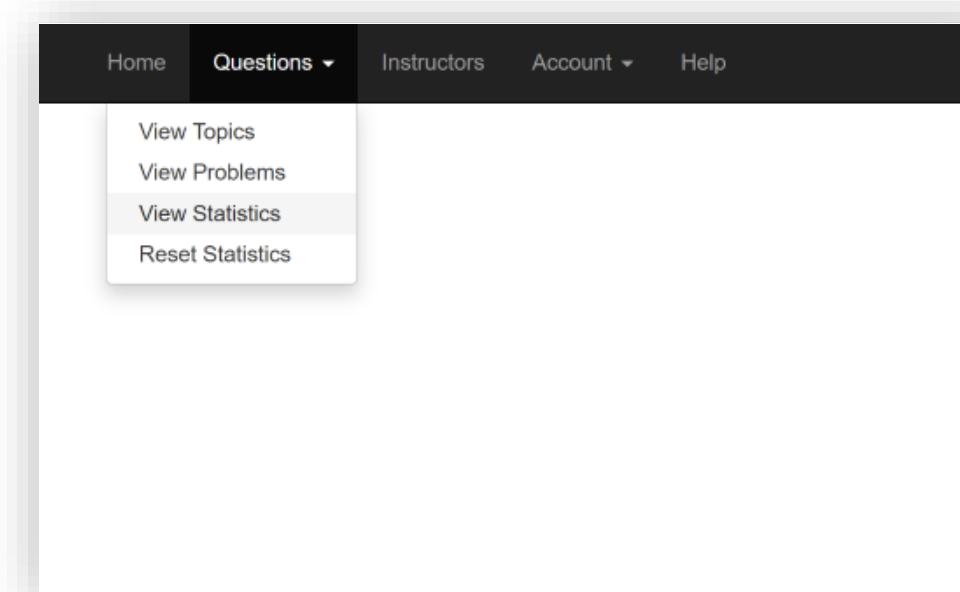 Home Questions Instructors Account Help
View Topics
View Problems
View Statistics
Reset Statistics